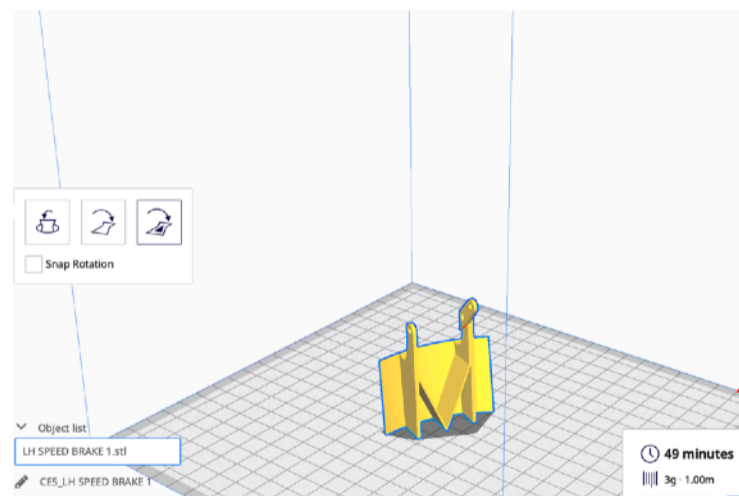 Snap Rotation
Object list
LH SPEED BRAKE 1.stl
CE5_LH SPEED BRAKE 1
49 minutes
3g · 1.00m